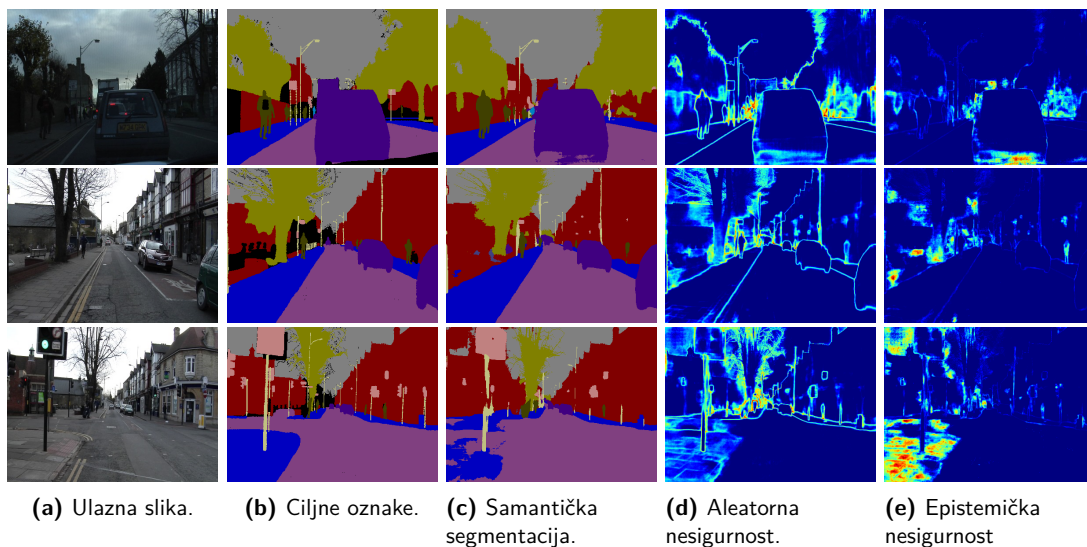 (a) Ulazna slika.
(b) Ciljne oznake.
(c) Samantička
segmentacija.
(d) Aleatorna
nesigurnost.
(e) Epistemička
nesigurnost